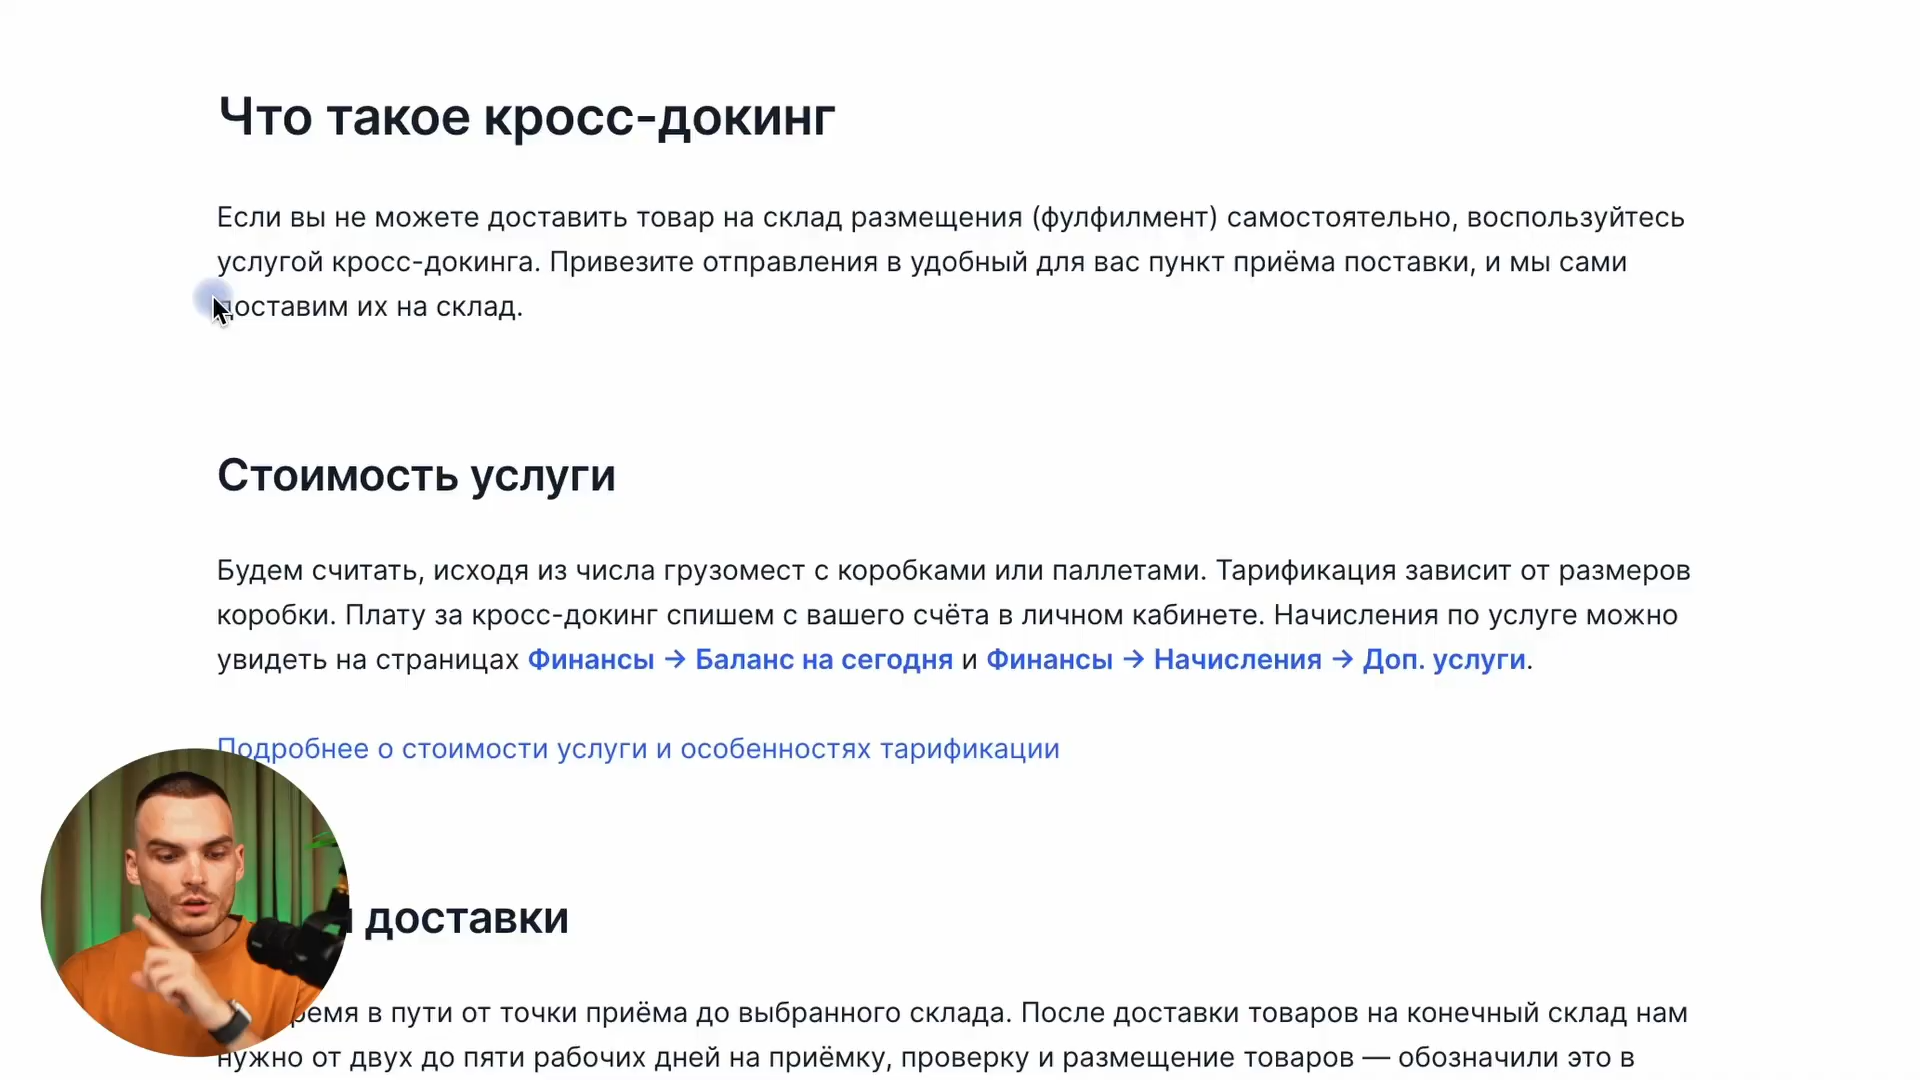 Что такое кросс-докинг
Если вы не можете доставить товар на склад размещения (фулфилмент) самостоятельно, воспользуйтесь
услугой кросс-докинга. Привезите отправления в удобный для вас пункт приёма поставки, и мы сами
доставим их на склад.
Стоимость услуги
Будем считать, исходя из числа грузомест с коробками или паллетами. Тарификация зависит от размеров
коробки. Плату за кросс-докинг спишем с вашего счёта в личном кабинете. Начисления по услуге можно
увидеть на страницах Финансы → Баланс на сегодня и Финансы → Начисления → Доп. услуги.
Подробнее о стоимости услуги и особенностях тарификации
доставки
в пути от точки приёма до выбранного склада. После доставки товаров на конечный склад нам
нужно от двух до пяти рабочих дней на приёмку, проверку и размещение товаров — обозначили это в